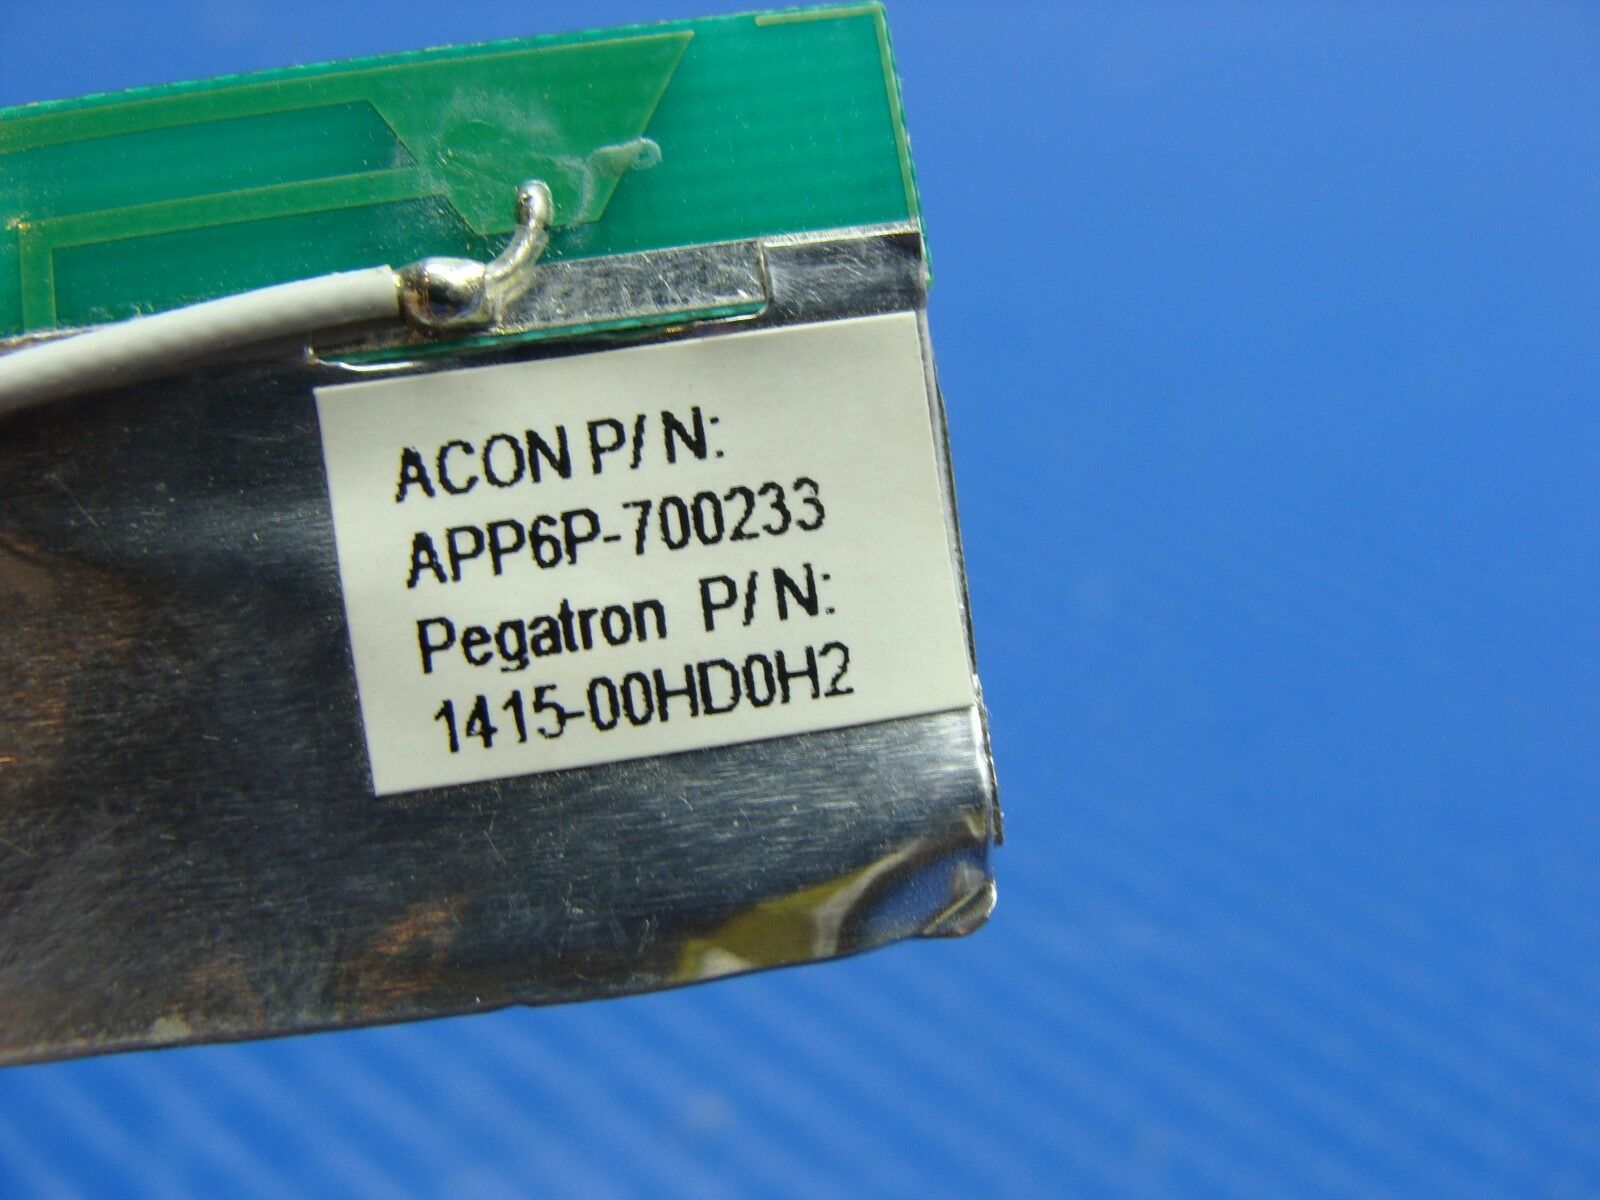 ACON P/N:
APP6P-700233
Pegatron P/N:
1415-00HD0H2